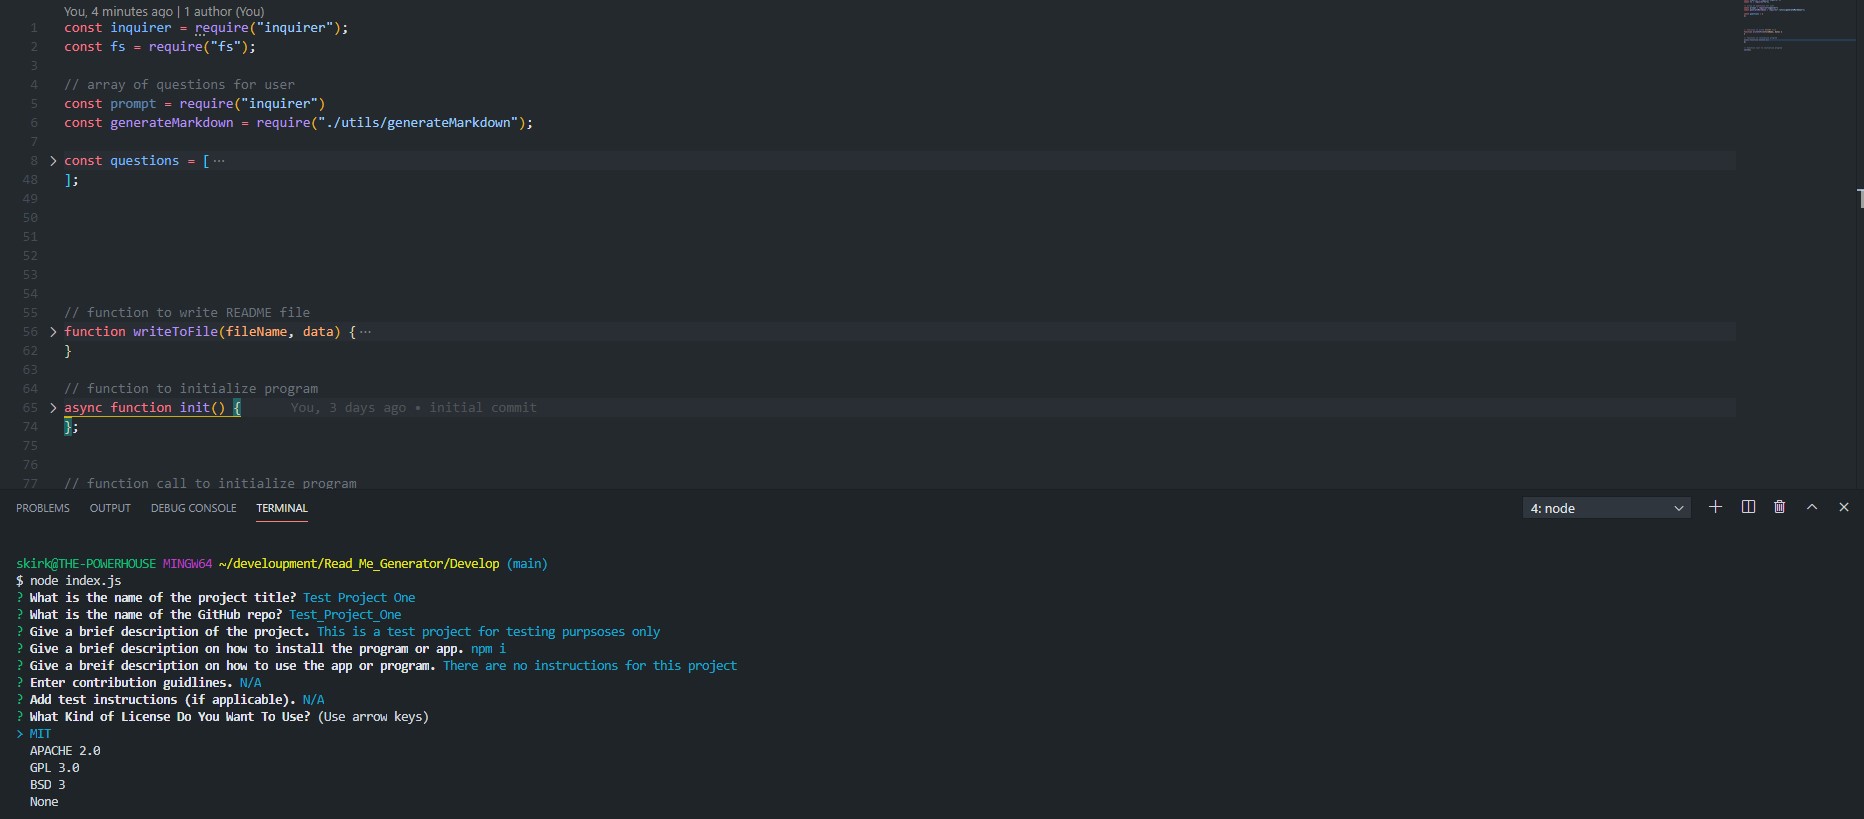 You, 4 minutes ago | 1 author (You)
1 const inquirer = require("inquirer");
2 const fs = require("fs");
3
4 // array of questions for user
5 const prompt = require("inquirer")
6 const generateMarkdown = require("./utils/generateMarkdown");
7
8 > const questions = [ ···
48 ];
49
50
51
52
53
54
55 // function to write README file
56 > function writeToFile(fileName, data) { ···
62 }
63
64 // function to initialize program
65 > async function init() { You, 3 days ago • initial commit
74 };
75
76
77 // function call to initialize program
PROBLEMS OUTPUT DEBUG CONSOLE TERMINAL 4: node
skirk@THE-POWERHOUSE MINGW64 ~/develoupment/Read_Me_Generator/Develop (main)
$ node index.js
? What is the name of the project title? Test Project One
? What is the name of the GitHub repo? Test_Project_One
? Give a brief description of the project. This is a test project for testing purpsoses only
? Give a brief description on how to install the program or app. npm i
? Give a breif description on how to use the app or program. There are no instructions for this project
? Enter contribution guidlines. N/A
? Add test instructions (if applicable). N/A
? What Kind of License Do You Want To Use? (Use arrow keys)
> MIT
APACHE 2.0
GPL 3.0
BSD 3
None